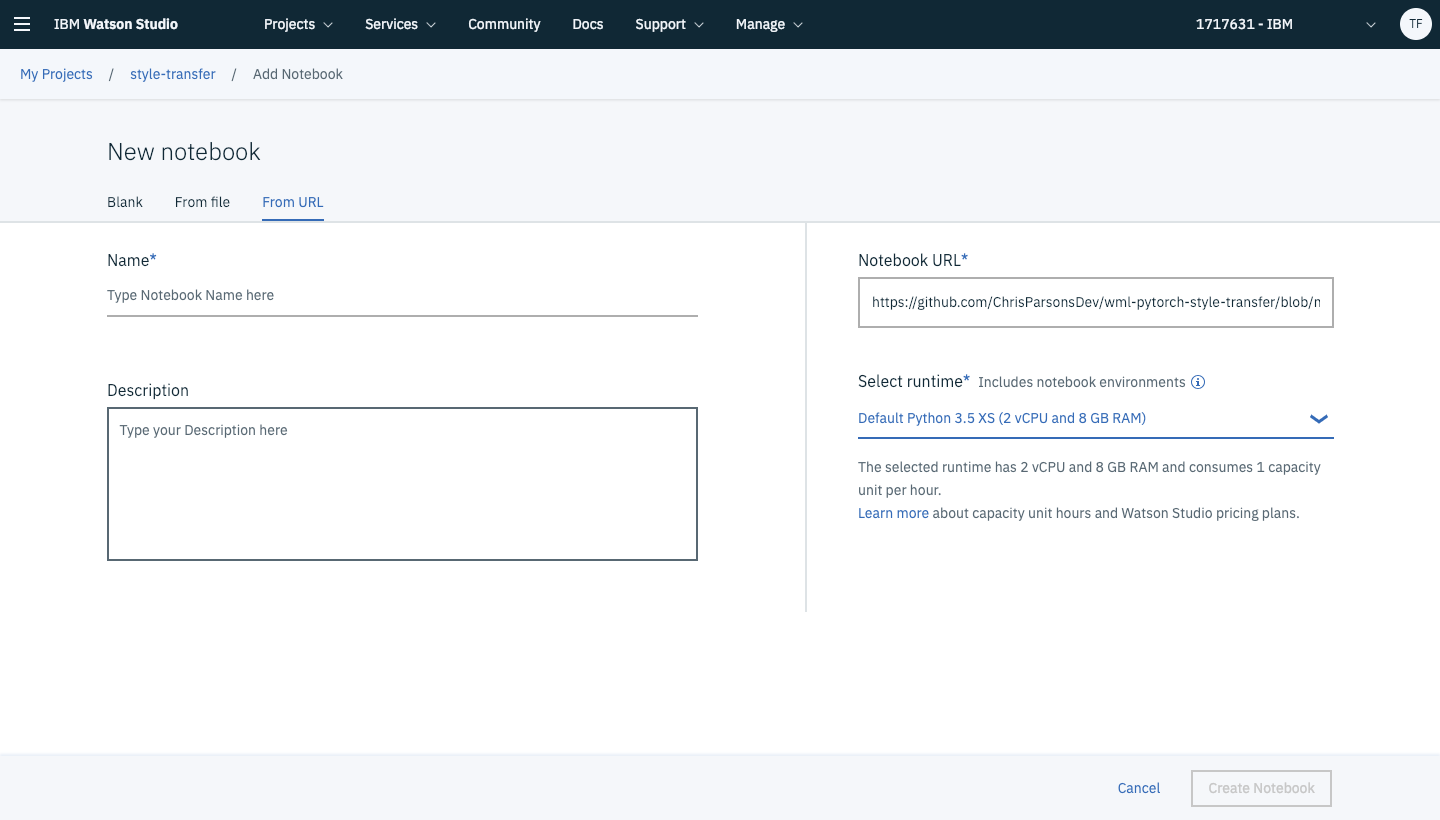 IBM Watson Studio Projects Services Community Docs Support Manage 1717631 - IBM TF
My Projects / style-transfer / Add Notebook
New notebook
Blank From file From URL
Name*
Type Notebook Name here
Description
Type your Description here
Notebook URL*
https://github.com/ChrisParsonsDev/wml-pytorch-style-transfer/blob/
Select runtime* Includes notebook environments
Default Python 3.5 XS (2 vCPU and 8 GB RAM)
The selected runtime has 2 vCPU and 8 GB RAM and consumes 1 capacity
unit per hour.
Learn more about capacity unit hours and Watson Studio pricing plans.
Cancel Create Notebook